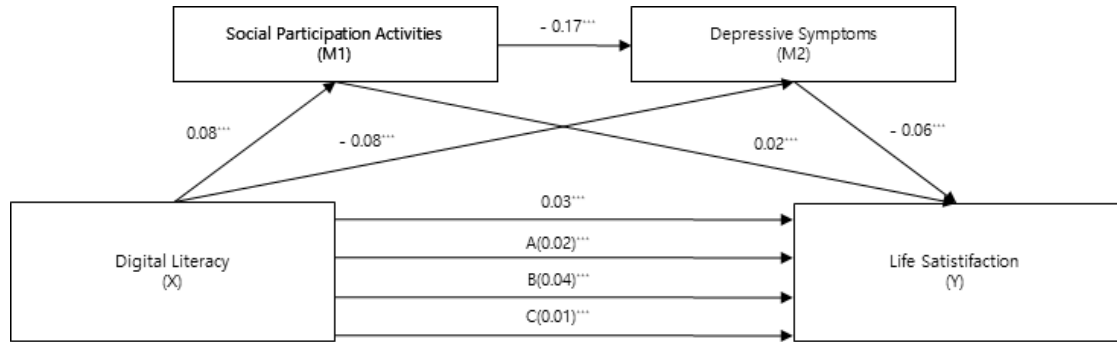 Social Participation Activities
(M1)
- 0.17***
Depressive Symptoms
(M2)
0.08***
- 0.08***
0.02***
- 0.06***
Digital Literacy
(X)
0.03***
A(0.02)***
B(0.04)***
C(0.01)***
Life Satistifaction
(Y)